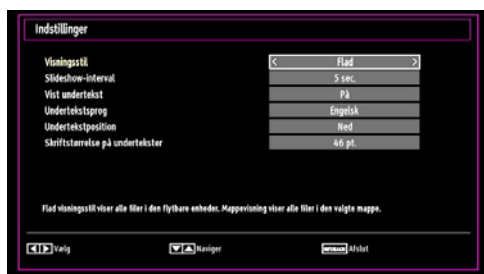 Indstillinger
Visningsstil < Flad >
Slideshow-interval 5 sec.
Vist undertekst På
Undertekstsprog Engelsk
Undertekstposition Ned
Skriftstørrelse på undertekster 46 pt.
Flad visningsstil viser alle filer i den flytbare enheder. Mappevisning viser alle filer i den valgte mappe.
Vælg Naviger Afslut